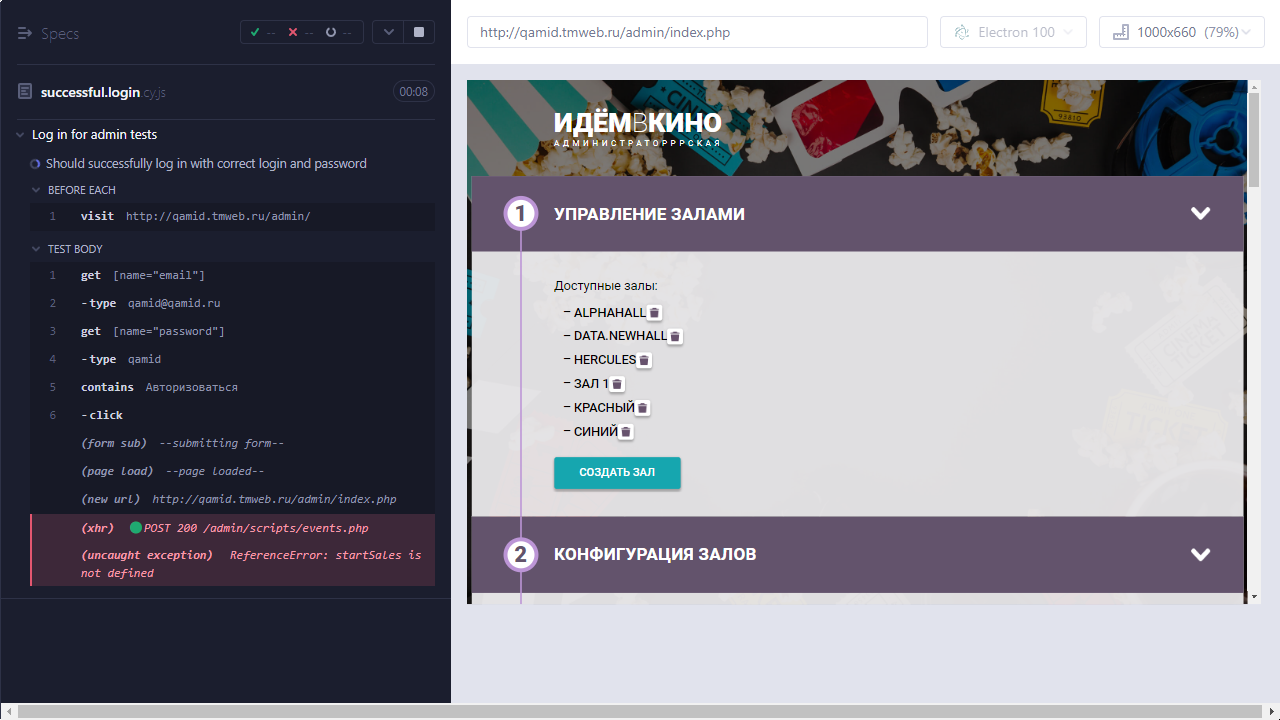 Specs
--
--
--
successful.login.cy.js
00:08
Log in for admin tests
Should successfully log in with correct login and password
BEFORE EACH
1 visit http://qamid.tmweb.ru/admin/
TEST BODY
1 get [name="email"]
2 -type qamid@qamid.ru
3 get [name="password"]
4 -type qamid
5 contains Авторизоваться
6 -click
(form sub) --submitting form--
(page load) --page loaded--
(new url) http://qamid.tmweb.ru/admin/index.php
(xhr) POST 200 /admin/scripts/events.php
(uncaught exception) ReferenceError: startSales is
not defined
http://qamid.tmweb.ru/admin/index.php
Electron 100
1000x660 (79%)
ИДЁМВКИНО
АДМИНИСТРАТОРРРСКАЯ
1 УПРАВЛЕНИЕ ЗАЛАМИ
Доступные залы:
– ALPHAHALL
– DATA.NEWHALL
– HERCULES
– ЗАЛ 1
– КРАСНЫЙ
– СИНИЙ
СОЗДАТЬ ЗАЛ
2 КОНФИГУРАЦИЯ ЗАЛОВ